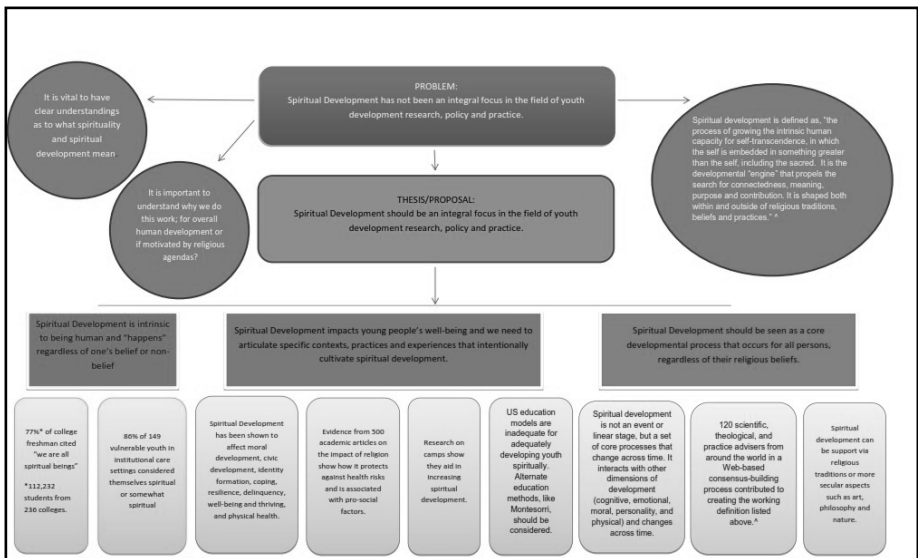 PROBLEM:
Spiritual Development has not been an integral focus in the field of youth
development research, policy and practice.
It is vital to have
clear understandings
as to what spirituality
and spiritual
development mean
It is important to
understand why we do
this work; for overall
human development or
if motivated by religious
agendas?
Spiritual development is defined as, "the
process of growing the intrinsic human
capacity for self-transcendence, in which
the self is embedded in something greater
than the self, including the sacred. It is the
developmental "engine" that propels the
search for connectedness, meaning,
purpose and contribution. It is shaped both
within and outside of religious traditions,
beliefs and practices." ^
THESIS/PROPOSAL:
Spiritual Development should be an integral focus in the field of youth
development research, policy and practice.
Spiritual Development is intrinsic
to being human and "happens"
regardless of one's belief or non-
belief
Spiritual Development impacts young people's well-being and we need to
articulate specific contexts, practices and experiences that intentionally
cultivate spiritual development.
Spiritual Development should be seen as a core
developmental process that occurs for all persons,
regardless of their religious beliefs.
77%* of college
freshman cited
"we are all
spiritual beings"
*112,232
students from
236 colleges.
86% of 149
vulnerable youth in
institutional care
settings considered
themselves spiritual
or somewhat
spiritual
Spiritual Development
has been shown to
affect moral
development, civic
development, identity
formation, coping,
resilience, delinquency,
well-being and thriving,
and physical health.
Evidence from 500
academic articles on
the impact of religion
show how it protects
against health risks
and is associated with
pro-social factors.
Research on
camps show
they aid in
increasing
spiritual
development.
US education
models are
inadequate for
adequately
developing youth
spiritually.
Alternate
education
methods, like
Montesorri,
should be
considered.
Spiritual development
is not an event or
linear stage, but a set
of core processes that
change across time. It
interacts with other
dimensions of
development
(cognitive, emotional,
moral, personality, and
physical) and changes
across time.
120 scientific,
theological, and
practice advisers from
around the world in a
Web-based
consensus-building
process contributed to
creating the working
definition listed
above.^
Spiritual
development can
be support via
religious
traditions or more
secular aspects
such as art,
philosophy and
nature.